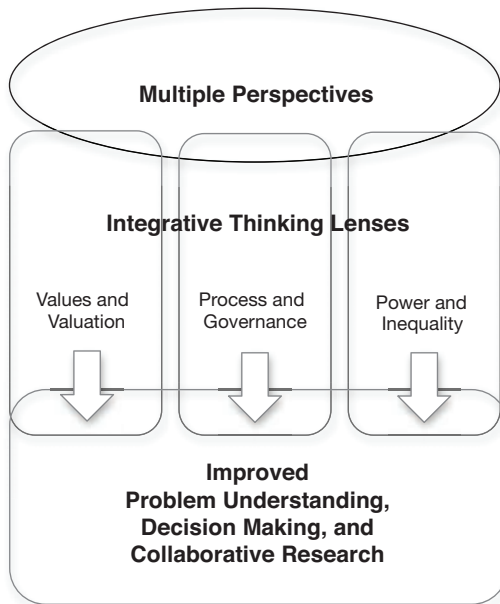 Multiple Perspectives
Integrative Thinking Lenses
Values and
Valuation
Process and
Governance
Power and
Inequality
Improved
Problem Understanding,
Decision Making, and
Collaborative Research